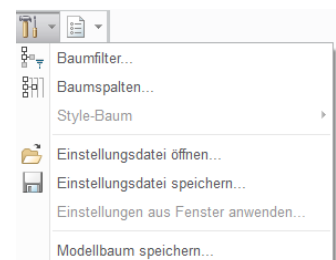 Baumfilter...
Baumspalten...
Style-Baum
Einstellungsdatei öffnen...
Einstellungsdatei speichern...
Einstellungen aus Fenster anwenden...
Modellbaum speichern...